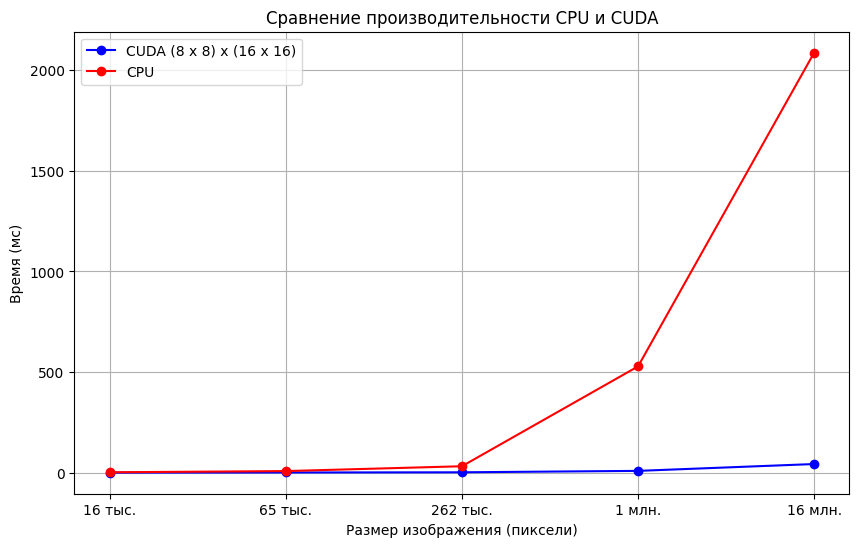 Сравнение производительности CPU и CUDA
CUDA (8 x 8) x (16 x 16)
CPU
Время (мс)
2000
1500
1000
500
0
16 тыс.
65 тыс.
262 тыс.
1 млн.
16 млн.
Размер изображения (пиксели)